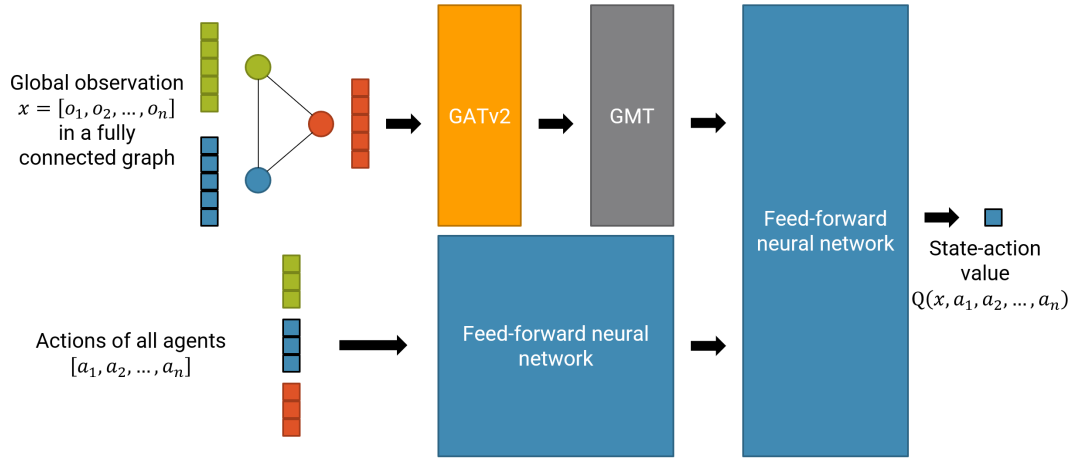 Global observation
x = [o₁, o₂, … , oₙ]
in a fully
connected graph
GATv2
GMT
Feed-forward
neural network
State-action
value
Q(x, a₁, a₂, … , aₙ)
Actions of all agents
[a₁, a₂, … , aₙ]
Feed-forward neural
network